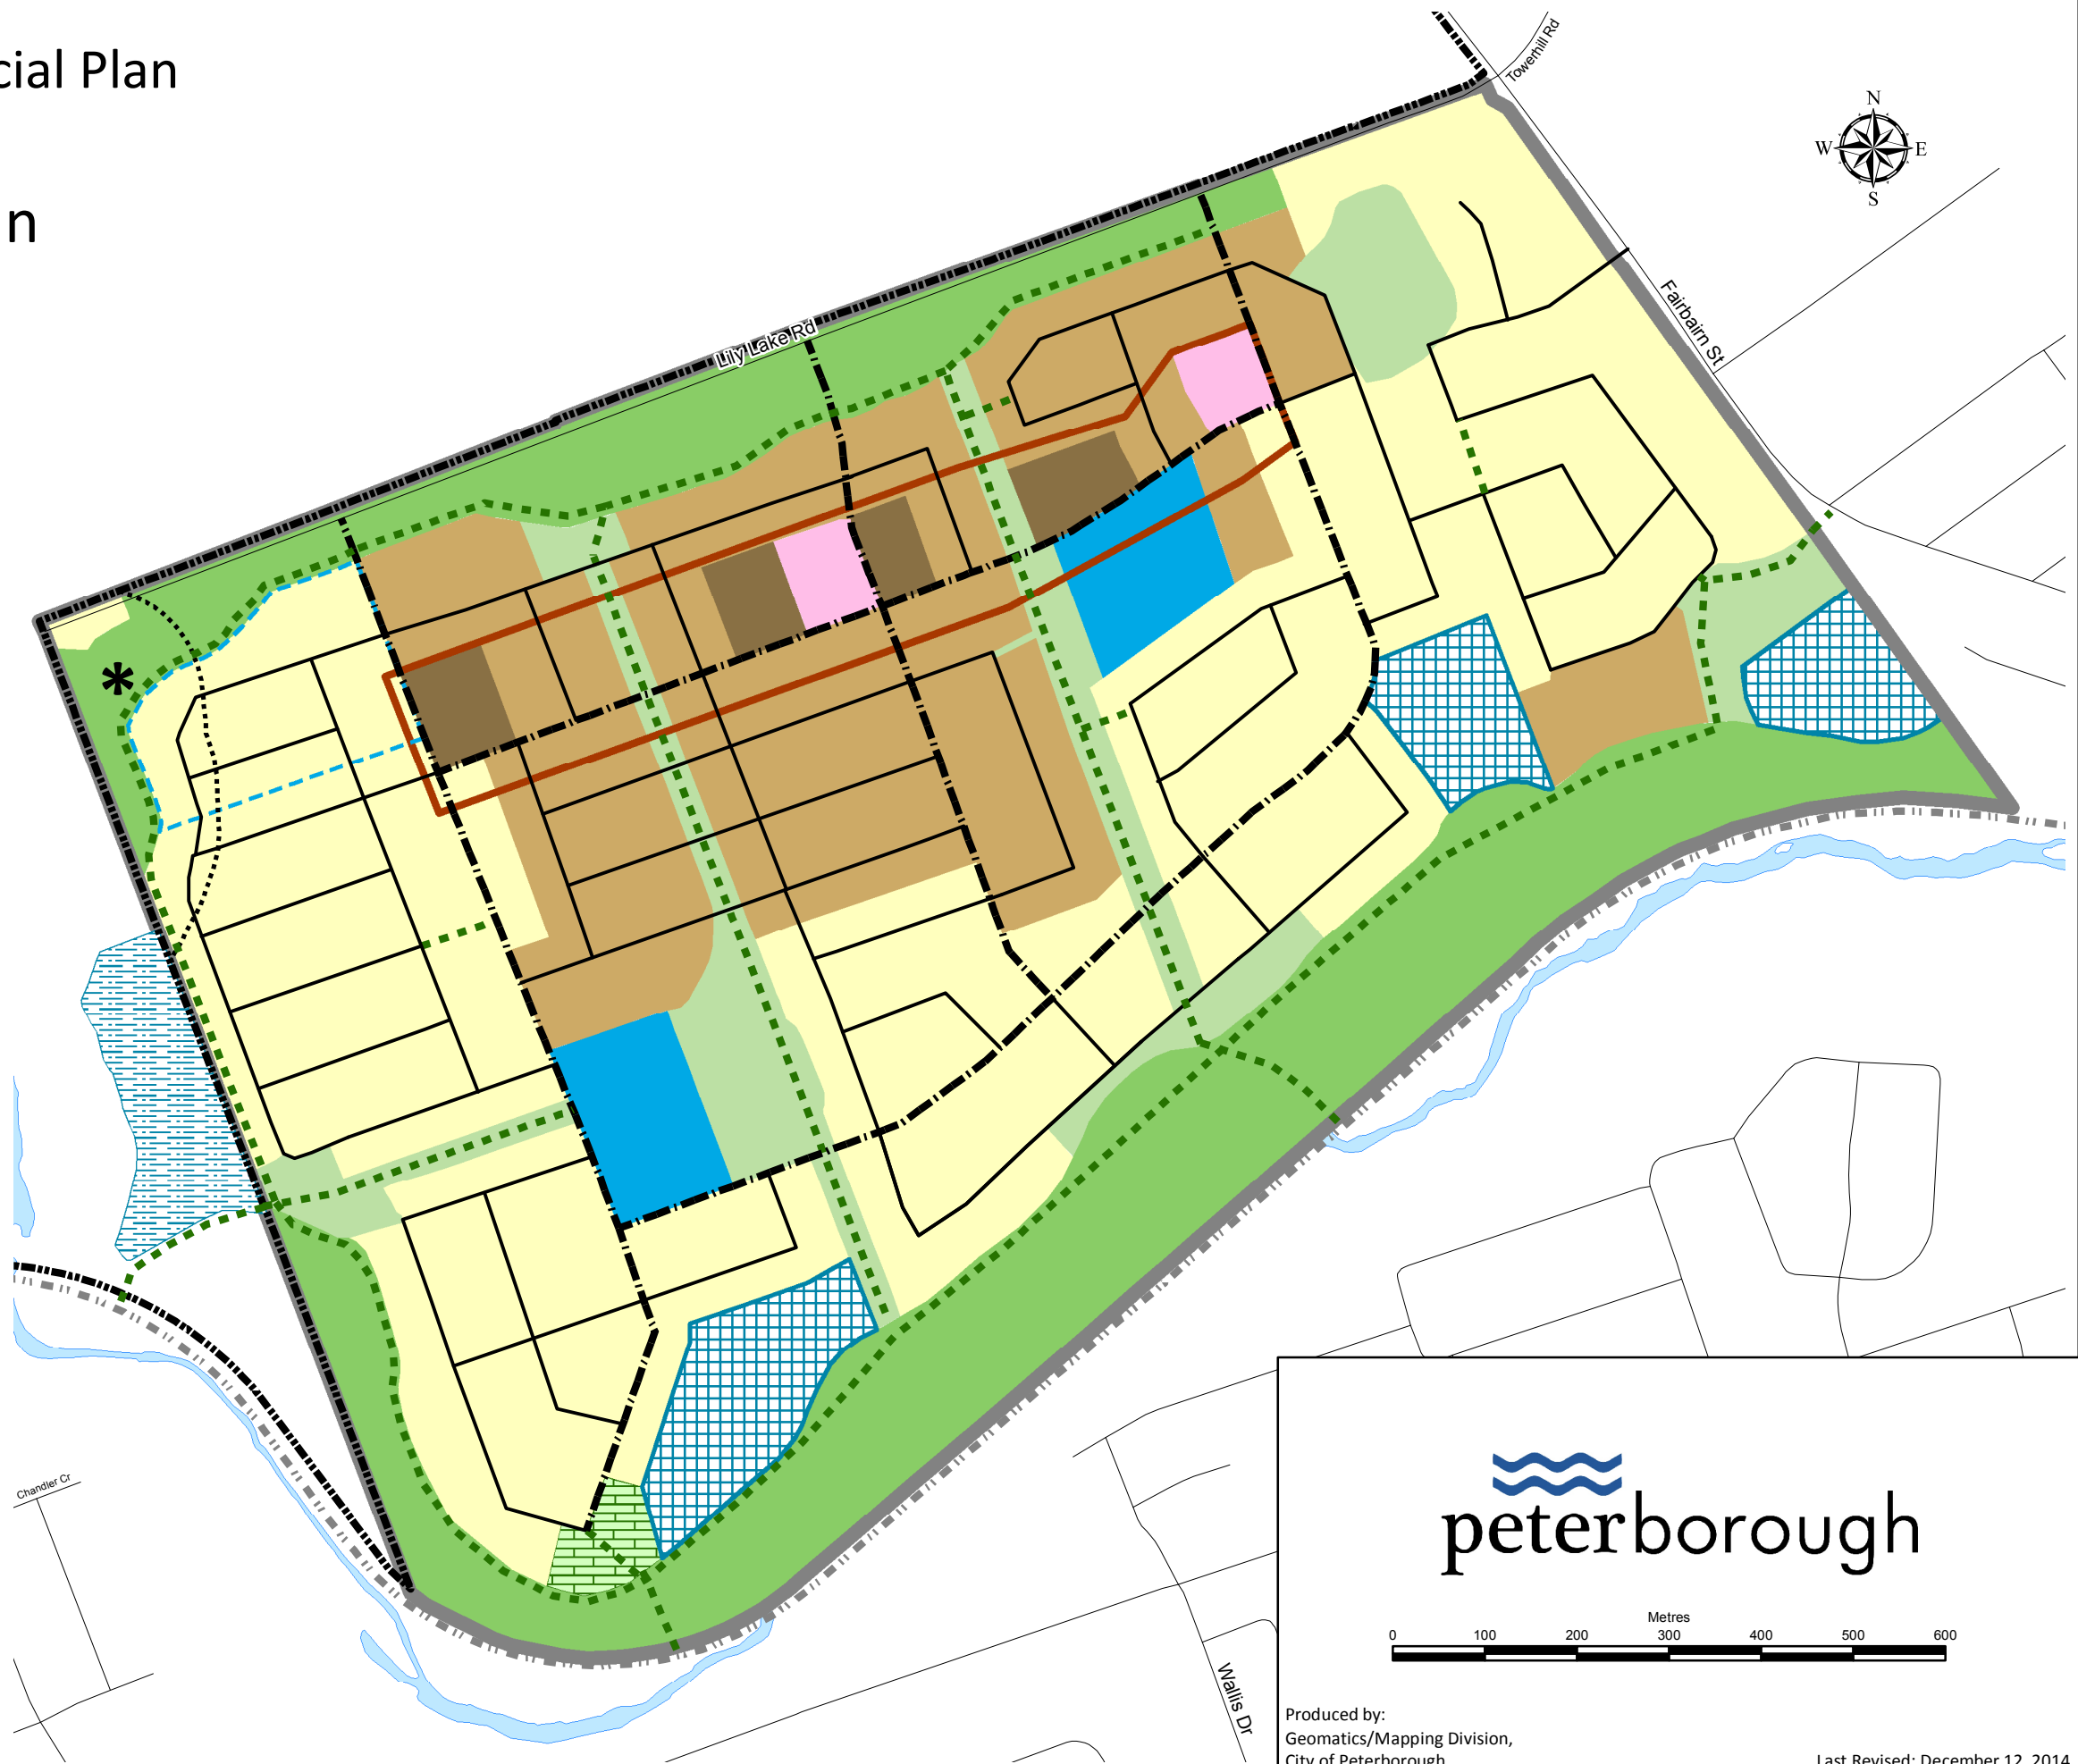 cial Plan
n
Towerhill Rd
N
W E
S
Fairbairn St
Lily Lake Rd
*
Chandler Cr
Wallis Dr
peterborough
Metres
0 100 200 300 400 500 600
Produced by:
Geomatics/Mapping Division,
City of Peterborough
Last Revised: December 12, 2014